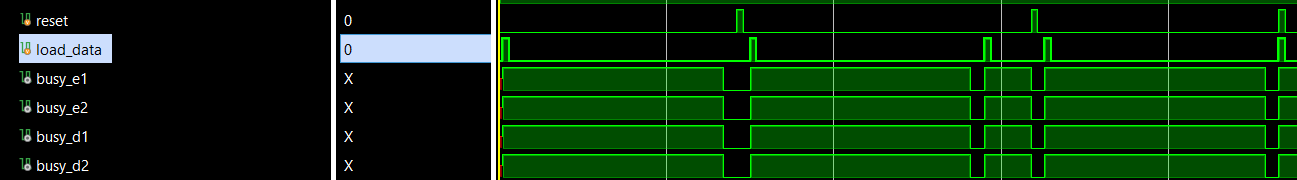 reset 0
load_data 0
busy_e1 X
busy_e2 X
busy_d1 X
busy_d2 X